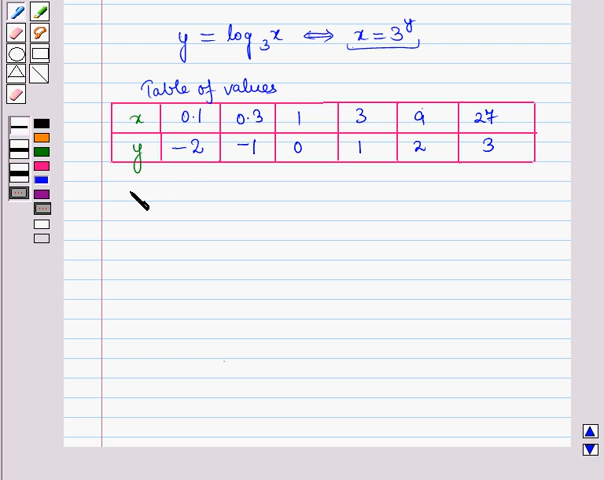 y = log₃x ⟺ x = 3^y
Table of values
x 0.1 0.3 1 3 9 27
y −2 −1 0 1 2 3